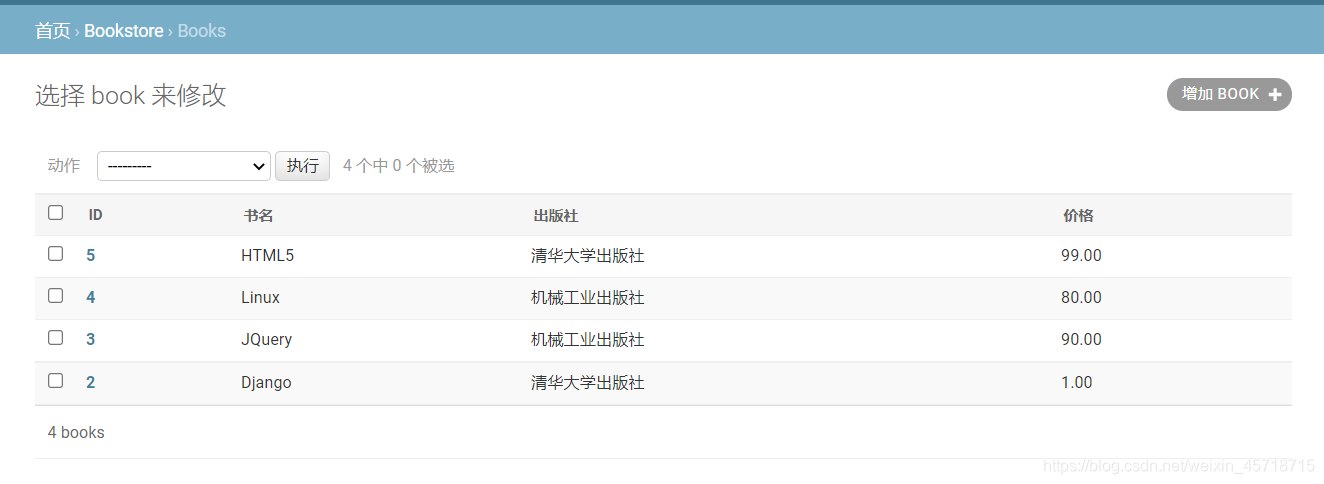 首页 › Bookstore › Books
选择 book 来修改
增加 BOOK
动作 --------- 执行 4 个中 0 个被选
ID 书名 出版社 价格
5 HTML5 清华大学出版社 99.00
4 Linux 机械工业出版社 80.00
3 JQuery 机械工业出版社 90.00
2 Django 清华大学出版社 1.00
4 books
https://blog.csdn.net/weixin_45718715